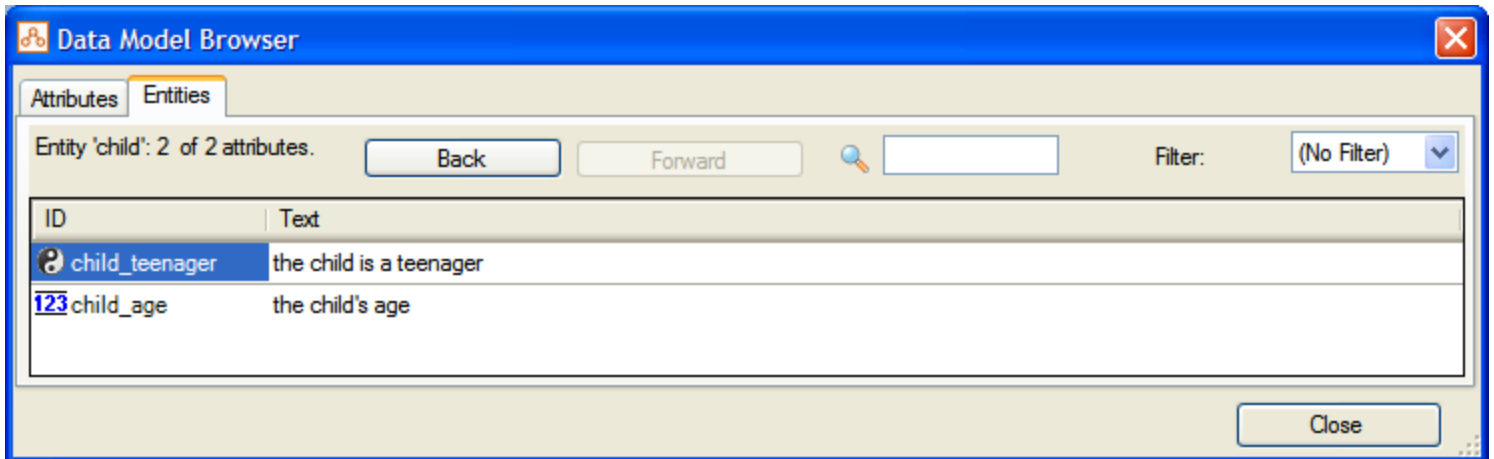 Data Model Browser
Attributes Entities
Entity 'child': 2 of 2 attributes. Back Forward Filter: (No Filter)
ID Text
child_teenager the child is a teenager
123 child_age the child's age
Close